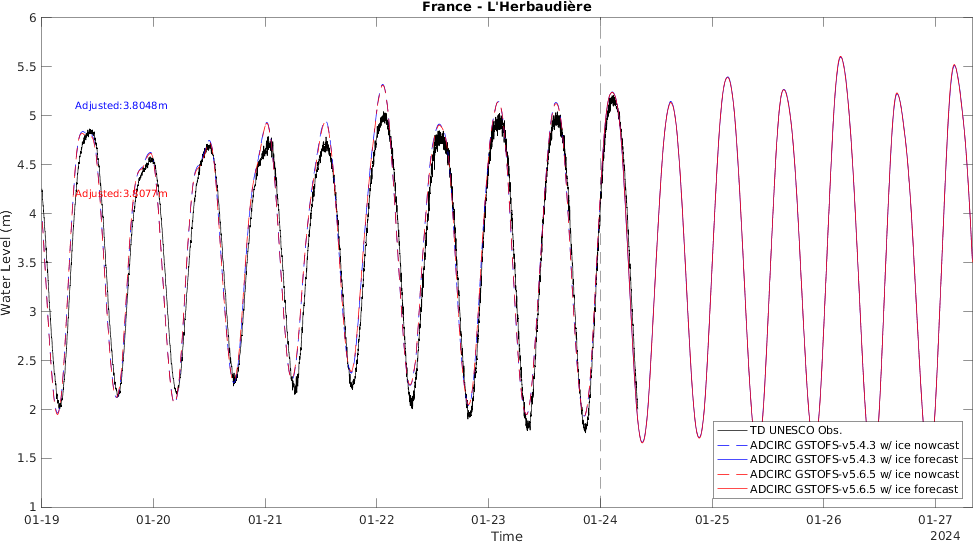 France - L'Herbaudière
6
5.5
5
4.5
4
3.5
3
2.5
2
1.5
1
Water Level (m)
Adjusted:3.8048m
TD UNESCO Obs.
ADCIRC GSTOFS-v5.4.3 w/ ice nowcast
ADCIRC GSTOFS-v5.4.3 w/ ice forecast
ADCIRC GSTOFS-v5.6.5 w/ ice nowcast
ADCIRC GSTOFS-v5.6.5 w/ ice forecast
01-19 01-20 01-21 01-22 01-23 01-24 01-25 01-26 01-27
Time
2024